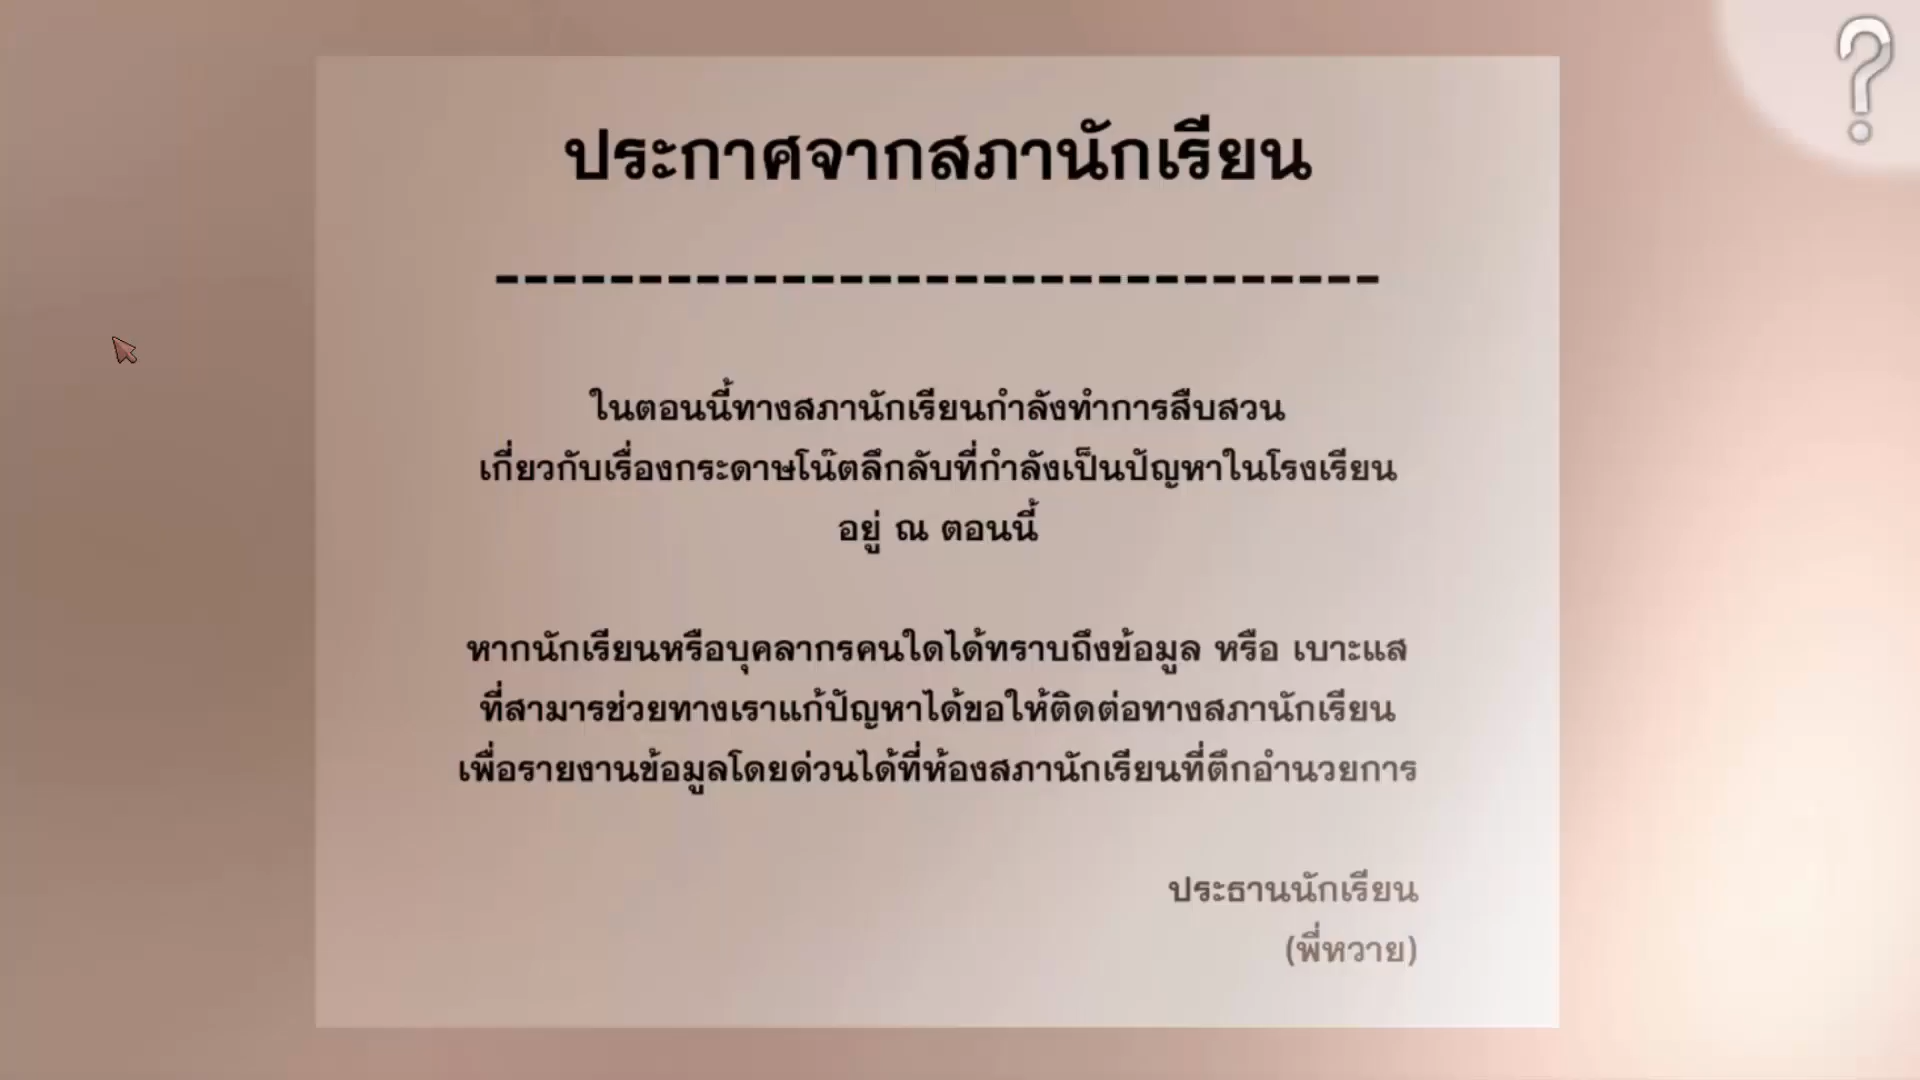 ประกาศจากสภานักเรียน
-------------------------------
ในตอนนี้ทางสภานักเรียนกำลังทำการสืบสวน
เกี่ยวกับเรื่องกระดาษโน๊ตลึกลับที่กำลังเป็นปัญหาในโรงเรียน
อยู่ ณ ตอนนี้
หากนักเรียนหรือบุคลากรคนใดได้ทราบถึงข้อมูล หรือ เบาะแส
ที่สามารช่วยทางเราแก้ปัญหาได้ขอให้ติดต่อทางสภานักเรียน
เพื่อรายงานข้อมูลโดยด่วนได้ที่ห้องสภานักเรียนที่ตึกอำนวยการ
ประธานนักเรียน
(พี่หวาย)
?